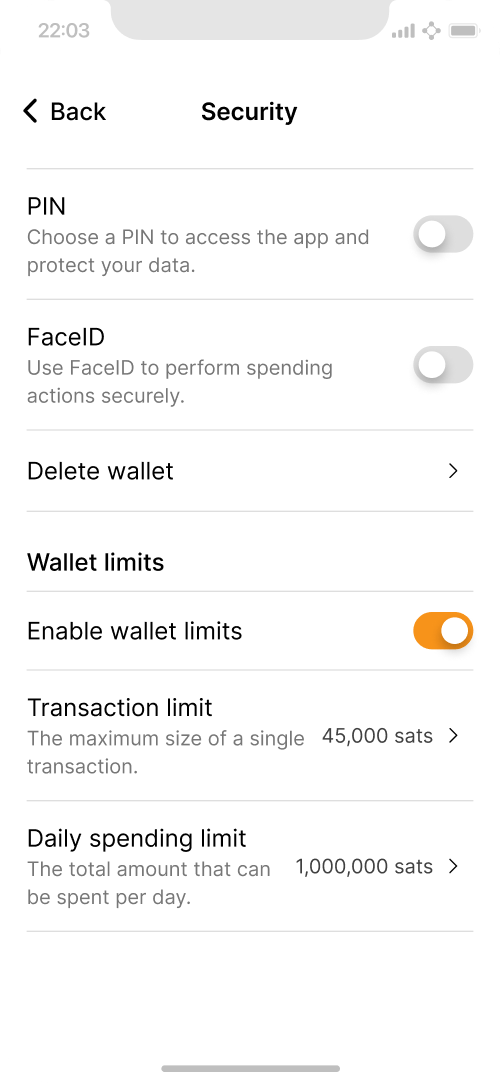 22:03
Back
Security
PIN
Choose a PIN to access the app and
protect your data.
FaceID
Use FaceID to perform spending
actions securely.
Delete wallet
Wallet limits
Enable wallet limits
Transaction limit
The maximum size of a single
transaction.
45,000 sats
Daily spending limit
The total amount that can
be spent per day.
1,000,000 sats